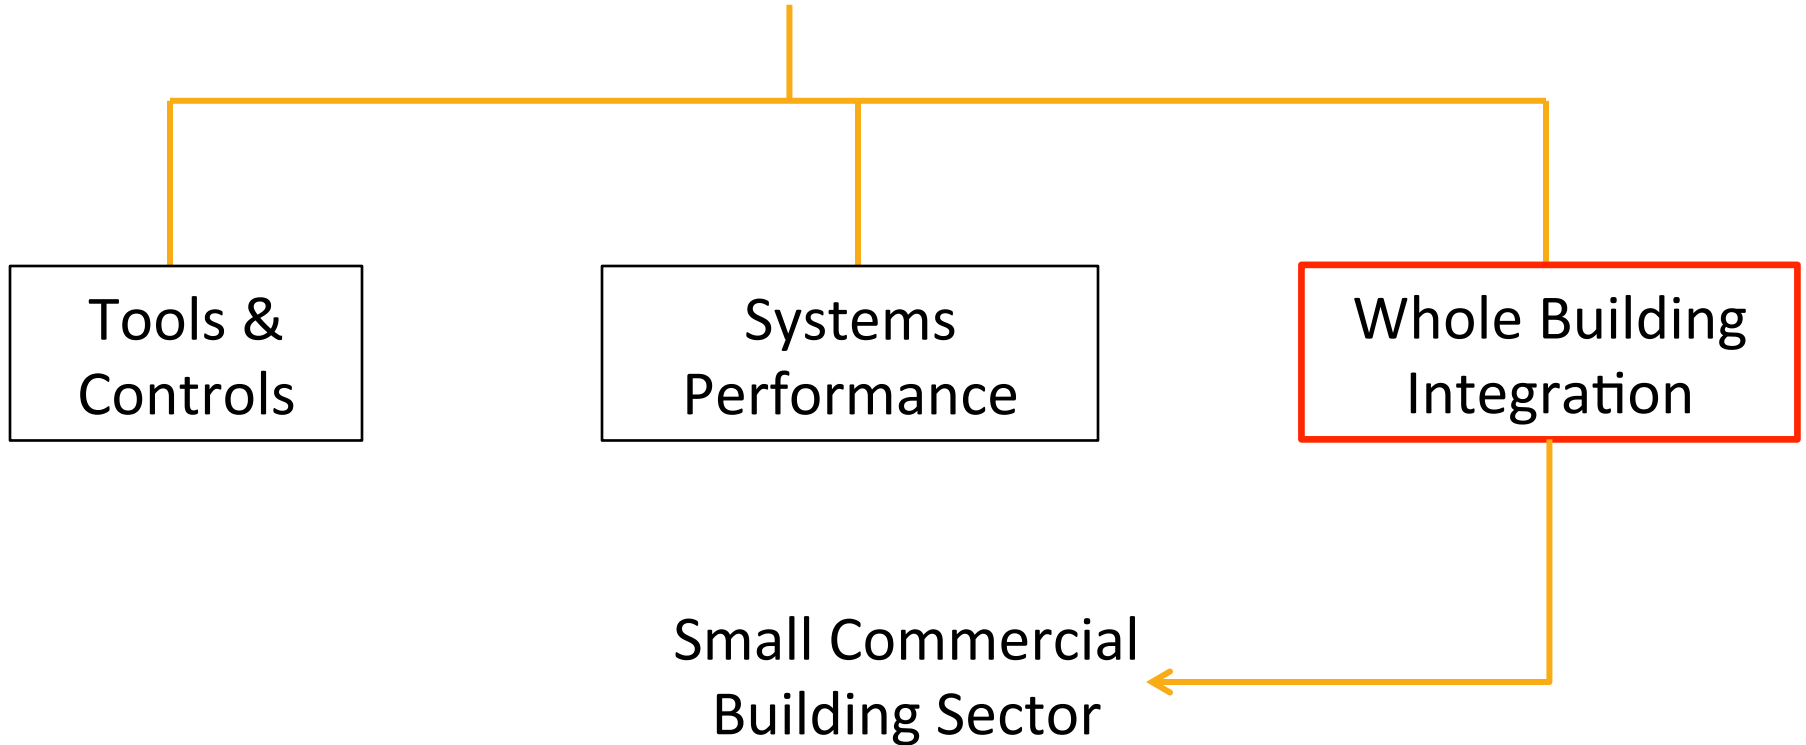 Tools &
Controls
Systems
Performance
Whole Building
Integration
Small Commercial
Building Sector